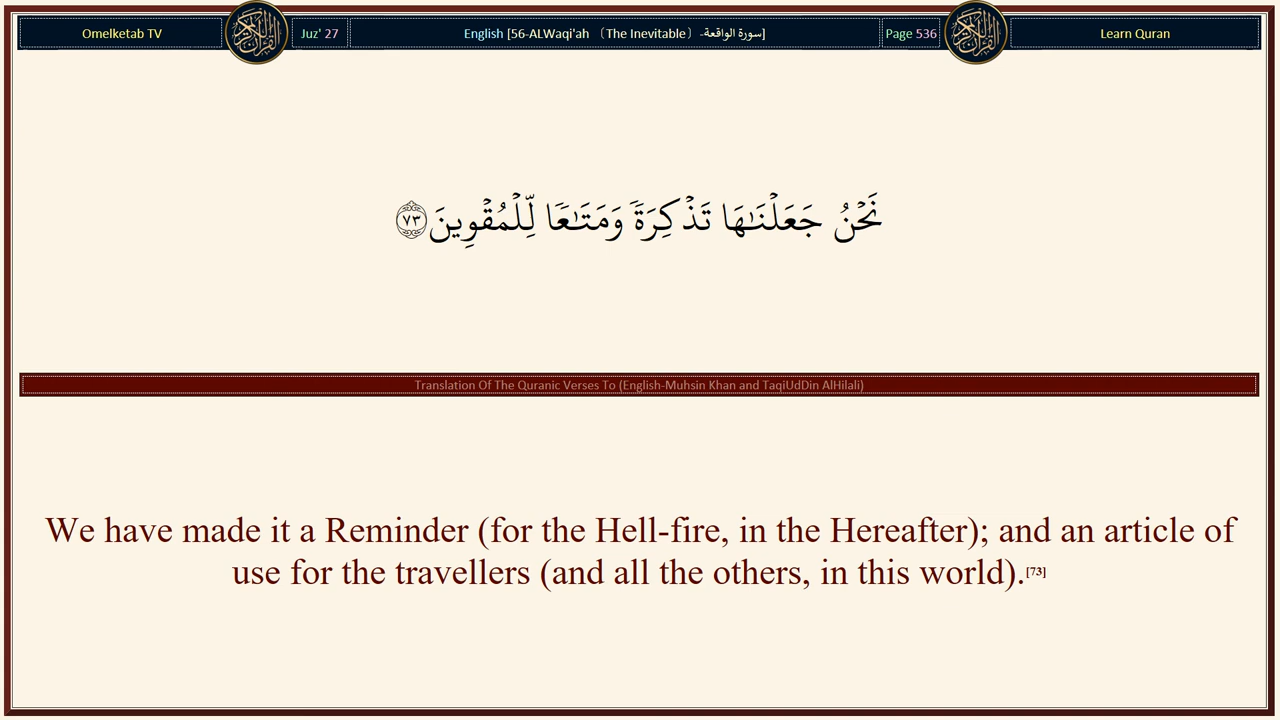 Omelketab TV
Juz' 27
English [56-ALWaqi'ah （The Inevitable） -سورة الواقعة]
Page 536
Learn Quran
نَحۡنُ جَعَلۡنَٰهَا تَذۡكِرَةٗ وَمَتَٰعٗا لِّلۡمُقۡوِينَ ٧٣
Translation Of The Quranic Verses To (English-Muhsin Khan and TaqiUdDin AlHilali)
We have made it a Reminder (for the Hell-fire, in the Hereafter); and an article of
use for the travellers (and all the others, in this world).[73]